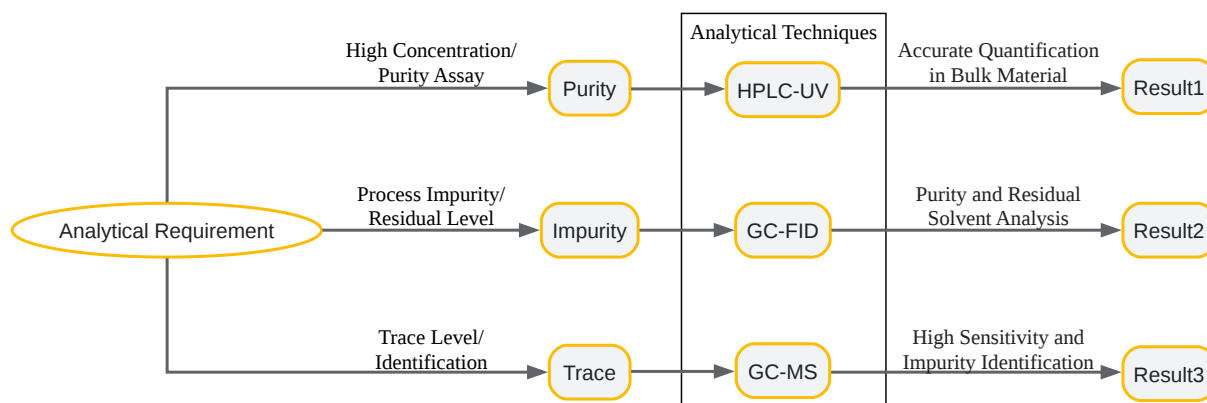 Analytical Techniques
High Concentration/
Purity Assay
Purity
HPLC-UV
Accurate Quantification
in Bulk Material
Result1
Analytical Requirement
Process Impurity/
Residual Level
Impurity
GC-FID
Purity and Residual
Solvent Analysis
Result2
Trace Level/
Identification
Trace
GC-MS
High Sensitivity and
Impurity Identification
Result3